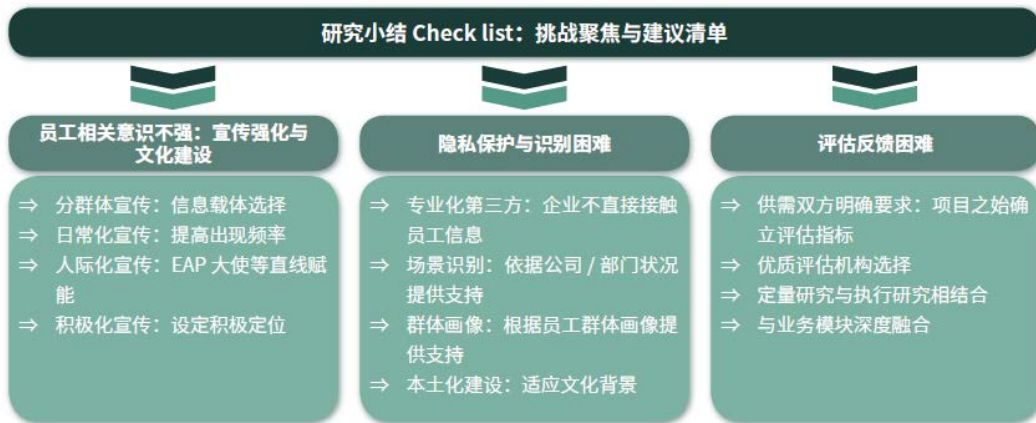 研究小结 Check list：挑战聚焦与建议清单
员工相关意识不强：宣传强化与
文化建设
⇒ 分群体宣传：信息载体选择
⇒ 日常化宣传：提高出现频率
⇒ 人际化宣传：EAP 大使等直线赋
能
⇒ 积极化宣传：设定积极定位
隐私保护与识别困难
⇒ 专业化第三方：企业不直接接触
员工信息
⇒ 场景识别：依据公司 / 部门状况
提供支持
⇒ 群体画像：根据员工群体画像提
供支持
⇒ 本土化建设：适应文化背景
评估反馈困难
⇒ 供需双方明确要求：项目之始确
立评估指标
⇒ 优质评估机构选择
⇒ 定量研究与执行研究相结合
⇒ 与业务模块深度融合